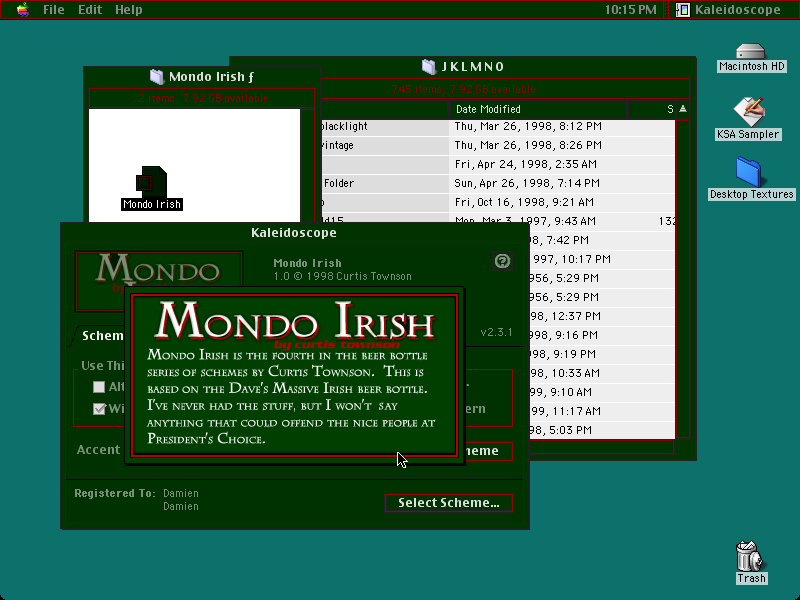 File Edit Help
10:15 PM Kaleidoscope
Mondo Irish ƒ
2 items, 7.92 GB available
Mondo Irish
J K L M N O
745 items, 7.92 GB available
Date Modified
S
blacklight Thu, Mar 26, 1998, 8:12 PM
vintage Thu, Mar 26, 1998, 8:26 PM
Fri, Apr 24, 1998, 2:35 AM
Folder Sun, Apr 26, 1998, 7:14 PM
Fri, Oct 16, 1998, 9:21 AM
Mon, Mar 3, 1997, 9:43 AM
98, 7:42 PM
997, 10:17 PM
956, 5:29 PM
956, 5:29 PM
98, 12:37 PM
98, 9:16 PM
98, 9:19 PM
98, 10:33 AM
99, 9:10 AM
99, 11:17 AM
98, 5:03 PM
Macintosh HD
KSA Sampler
Desktop Textures
Trash
Kaleidoscope
Mondo
Mondo Irish
1.0 © 1998 Curtis Townson
v2.3.1
Scheme
Use Thi
Alt
Wi
ern
Accent
heme
Mondo Irish
by curtis townson
Mondo Irish is the fourth in the beer bottle
series of schemes by Curtis Townson. This is
based on the Dave's Massive Irish beer bottle.
I've never had the stuff, but I won't say
anything that could offend the nice people at
President's Choice.
Registered To: Damien
Damien
Select Scheme...